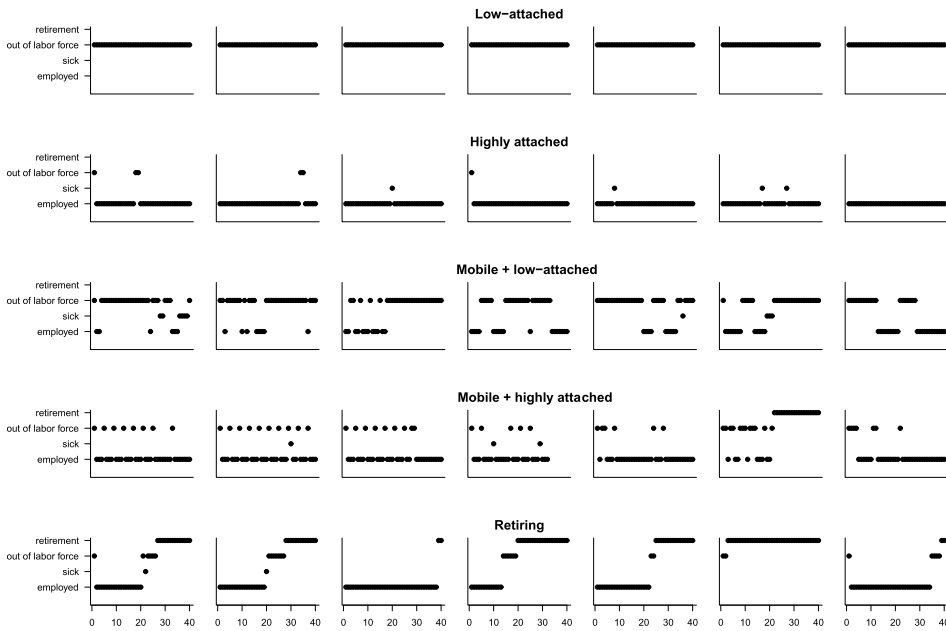 Low−attached
retirement
out of labor force
sick
employed
Highly attached
retirement
out of labor force
sick
employed
Mobile + low−attached
retirement
out of labor force
sick
employed
Mobile + highly attached
retirement
out of labor force
sick
employed
Retiring
retirement
out of labor force
sick
employed
0 10 20 30 40 0 10 20 30 40 0 10 20 30 40 0 10 20 30 40 0 10 20 30 40 0 10 20 30 40 0 10 20 30